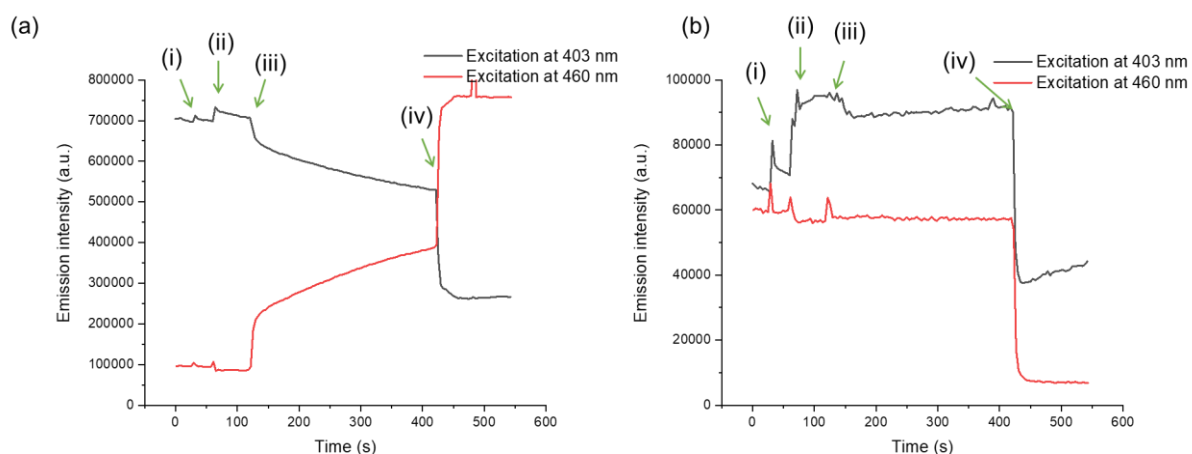 (a)
(i)
(ii)
(iii)
(iv)
Excitation at 403 nm
Excitation at 460 nm
800000
700000
600000
500000
400000
300000
200000
100000
0
Emission intensity (a.u.)
0 100 200 300 400 500 600
Time (s)
(b)
(i)
(ii)
(iii)
(iv)
Excitation at 403 nm
Excitation at 460 nm
100000
80000
60000
40000
20000
0
Emission intensity (a.u.)
0 100 200 300 400 500 600
Time (s)